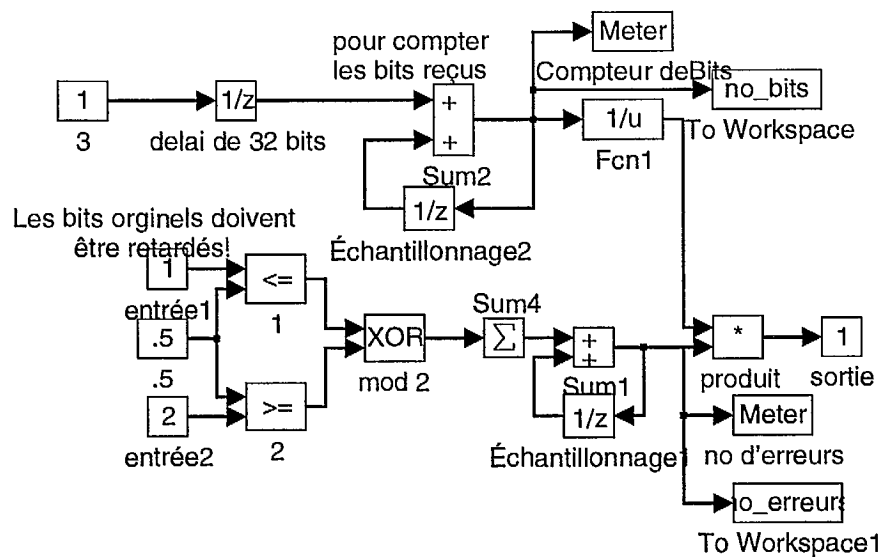 pour compter
les bits reçus
Meter
Compteur deBits
1
3
1/z
delai de 32 bits
+
+
Sum2
no_bits
To Workspace
1/u
Fcn1
1/z
Échantillonnage2
Les bits orginels doivent
être retardés!
1
entrée1
<=
1
.5
.5
XOR
mod 2
Sum4
Σ
+
+
Sum1
*
produit
1
sortie
2
entrée2
>=
2
1/z
Échantillonnage1
Meter
no d'erreurs
no_erreurs
To Workspace1